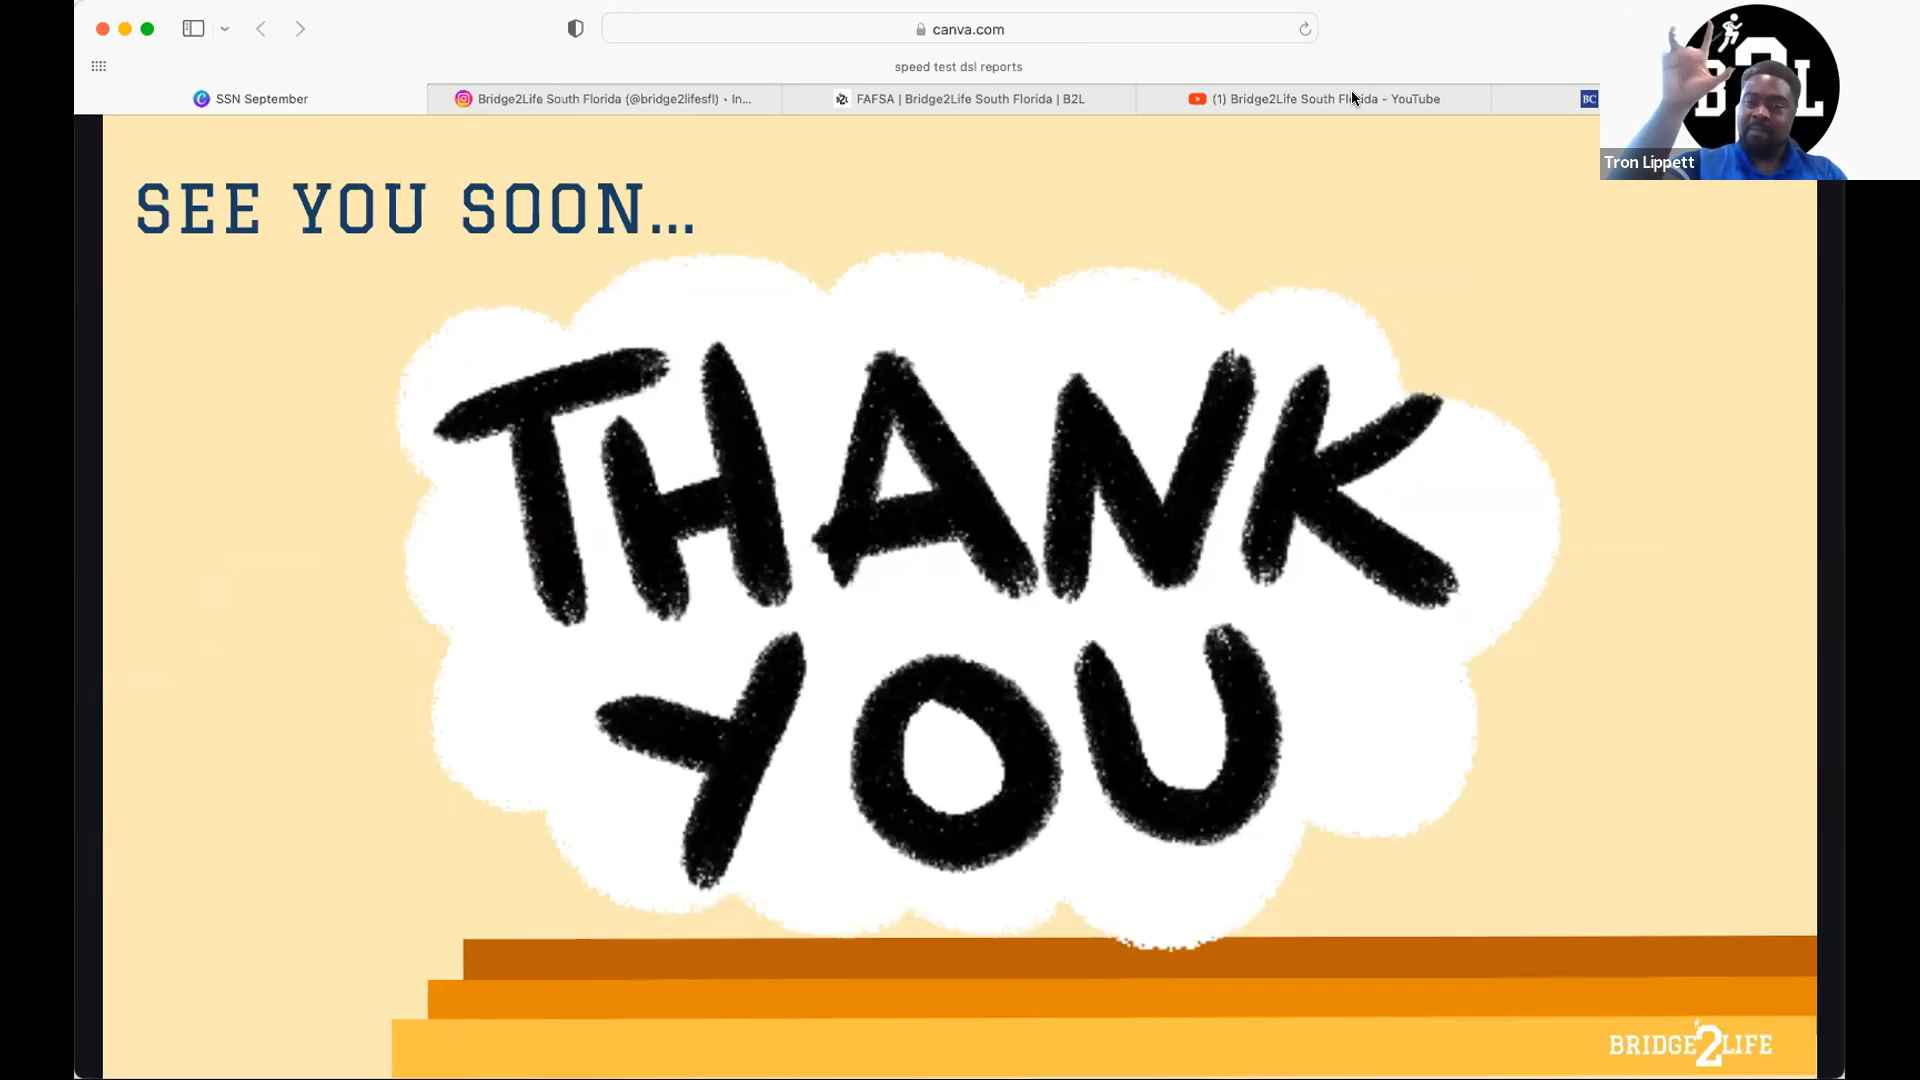 canva.com
speed test dsl reports
SSN September
Bridge2Life South Florida (@bridge2lifesfl) • In...
FAFSA | Bridge2Life South Florida | B2L
(1) Bridge2Life South Florida - YouTube
BC
B2L
Tron Lippett
SEE YOU SOON...
THANK
YOU
BRIDGE2LIFE